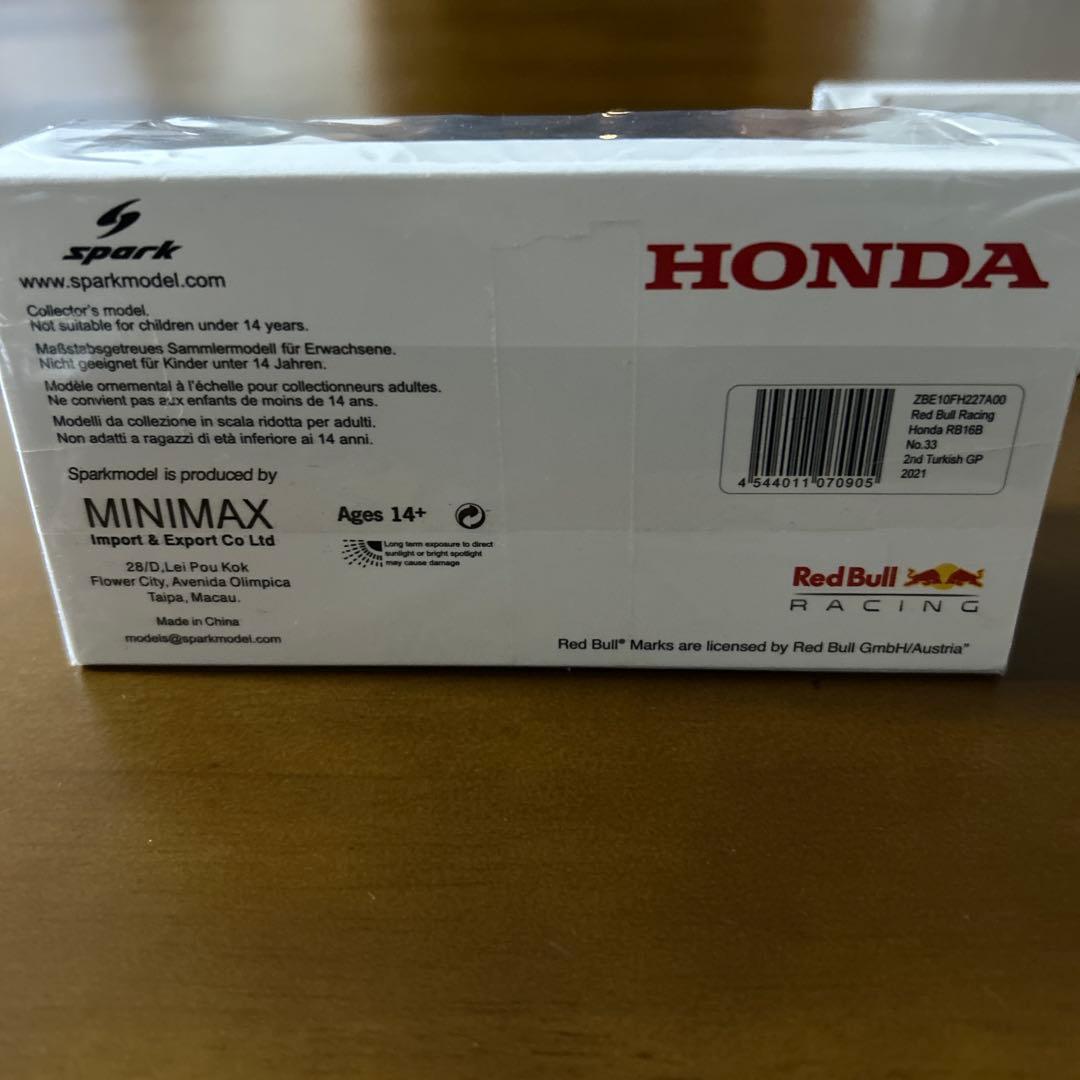 spark
www.sparkmodel.com
Collector's model.
Not suitable for children under 14 years.
Maßstabsgetreues Sammlermodell für Erwachsene.
Nicht geeignet für Kinder unter 14 Jahren.
Modèle ornemental à l'échelle pour collectionneurs adultes.
Ne convient pas aux enfants de moins de 14 ans.
Modelli da collezione in scala ridotta per adulti.
Non adatti a ragazzi di età inferiore ai 14 anni.
Sparkmodel is produced by
MINIMAX
Import & Export Co Ltd
28/D,Lei Pou Kok
Flower City, Avenida Olimpica
Taipa, Macau.
Made in China
models@sparkmodel.com
Ages 14+
Long term exposure to direct
sunlight or bright spotlight
may cause damage
HONDA
ZBE10FH227A00
Red Bull Racing
Honda RB16B
No.33
2nd Turkish GP
2021
4 544011 070905
Red Bull
RACING
Red Bull® Marks are licensed by Red Bull GmbH/Austria"